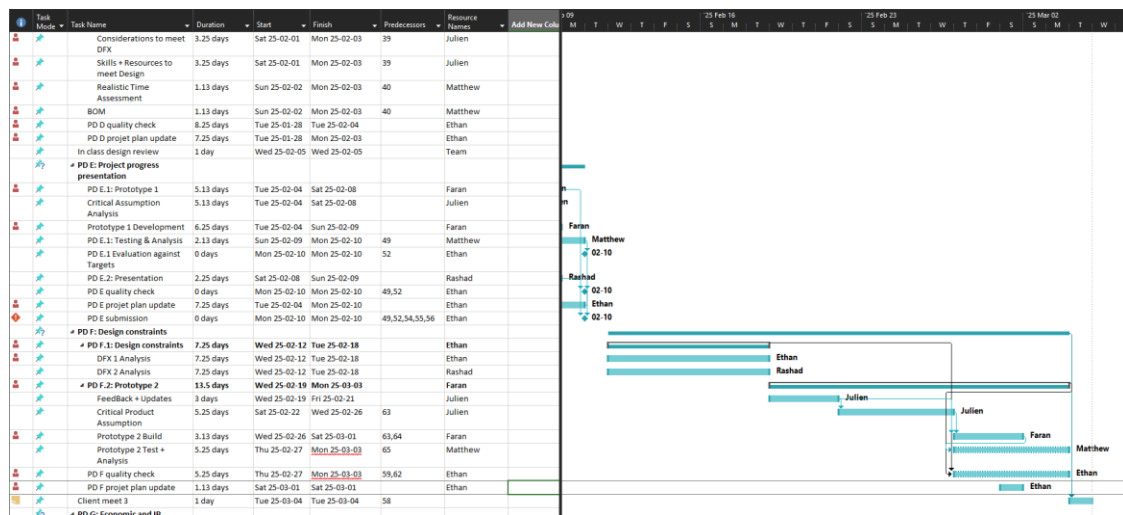 Task Mode Task Name Duration Start Finish Predecessors Resource Names Add New Colu
09 '25 Feb 16 '25 Feb 23 '25 Mar 02
M T W T F S S M T W T F S S M T W T F S S M T W
Considerations to meet DFX 3.25 days Sat 25-02-01 Mon 25-02-03 39 Julien
Skills + Resources to meet Design 3.25 days Sat 25-02-01 Mon 25-02-03 39 Julien
Realistic Time Assessment 1.13 days Sun 25-02-02 Mon 25-02-03 40 Matthew
BOM 1.13 days Sun 25-02-02 Mon 25-02-03 40 Matthew
PD D quality check 8.25 days Tue 25-01-28 Tue 25-02-04 Ethan
PD D projet plan update 7.25 days Tue 25-01-28 Mon 25-02-03 Ethan
In class design review 1 day Wed 25-02-05 Wed 25-02-05 Team
PD E: Project progress presentation
PD E.1: Prototype 1 5.13 days Tue 25-02-04 Sat 25-02-08 Faran
Critical Assumption Analysis 5.13 days Tue 25-02-04 Sat 25-02-08 Julien
Prototype 1 Development 6.25 days Tue 25-02-04 Sun 25-02-09 Faran Faran
PD E.1: Testing & Analysis 2.13 days Sun 25-02-09 Mon 25-02-10 49 Matthew Matthew
PD E.1 Evaluation against Targets 0 days Mon 25-02-10 Mon 25-02-10 52 Ethan 02-10
PD E.2: Presentation 2.25 days Sat 25-02-08 Sun 25-02-09 Rashad Rashad
PD E quality check 0 days Mon 25-02-10 Mon 25-02-10 49,52 Ethan 02-10
PD E projet plan update 7.25 days Tue 25-02-04 Mon 25-02-10 Ethan Ethan
PD E submission 0 days Mon 25-02-10 Mon 25-02-10 49,52,54,55,56 Ethan 02-10
PD F: Design constraints
PD F.1: Design constraints 7.25 days Wed 25-02-12 Tue 25-02-18 Ethan
DFX 1 Analysis 7.25 days Wed 25-02-12 Tue 25-02-18 Ethan Ethan
DFX 2 Analysis 7.25 days Wed 25-02-12 Tue 25-02-18 Rashad Rashad
PD F.2: Prototype 2 13.5 days Wed 25-02-19 Mon 25-03-03 Faran
FeedBack + Updates 3 days Wed 25-02-19 Fri 25-02-21 Julien Julien
Critical Product Assumption 5.25 days Sat 25-02-22 Wed 25-02-26 63 Julien Julien
Prototype 2 Build 3.13 days Wed 25-02-26 Sat 25-03-01 63,64 Faran Faran
Prototype 2 Test + Analysis 5.25 days Thu 25-02-27 Mon 25-03-03 65 Matthew Matthew
PD F quality check 5.25 days Thu 25-02-27 Mon 25-03-03 59,62 Ethan Ethan
PD F projet plan update 1.13 days Sat 25-03-01 Sat 25-03-01 Ethan Ethan
Client meet 3 1 day Tue 25-03-04 Tue 25-03-04 58